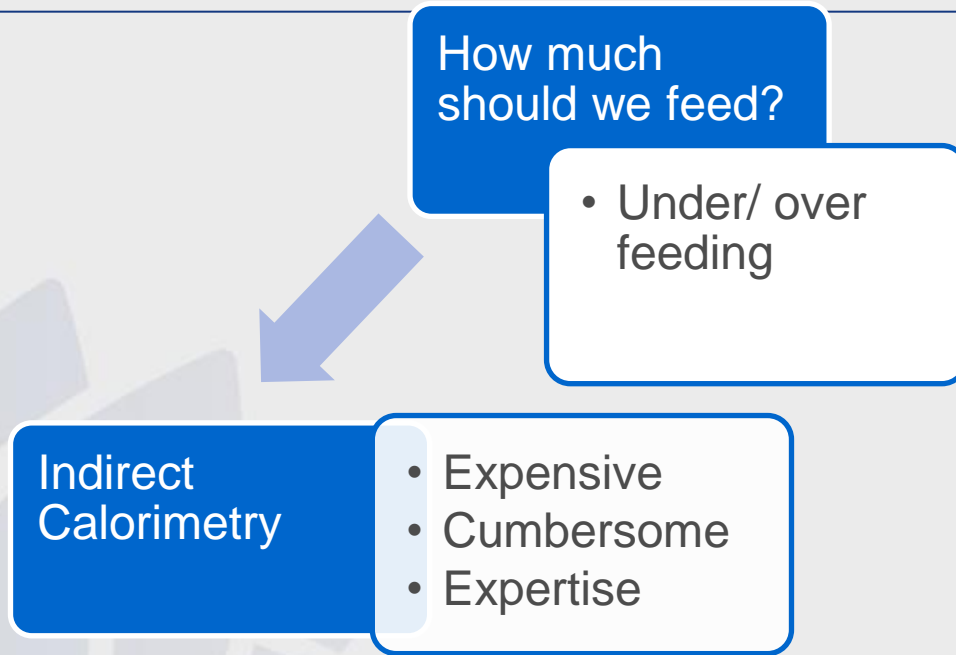 How much
should we feed?
• Under/ over
feeding
Indirect
Calorimetry
• Expensive
• Cumbersome
• Expertise